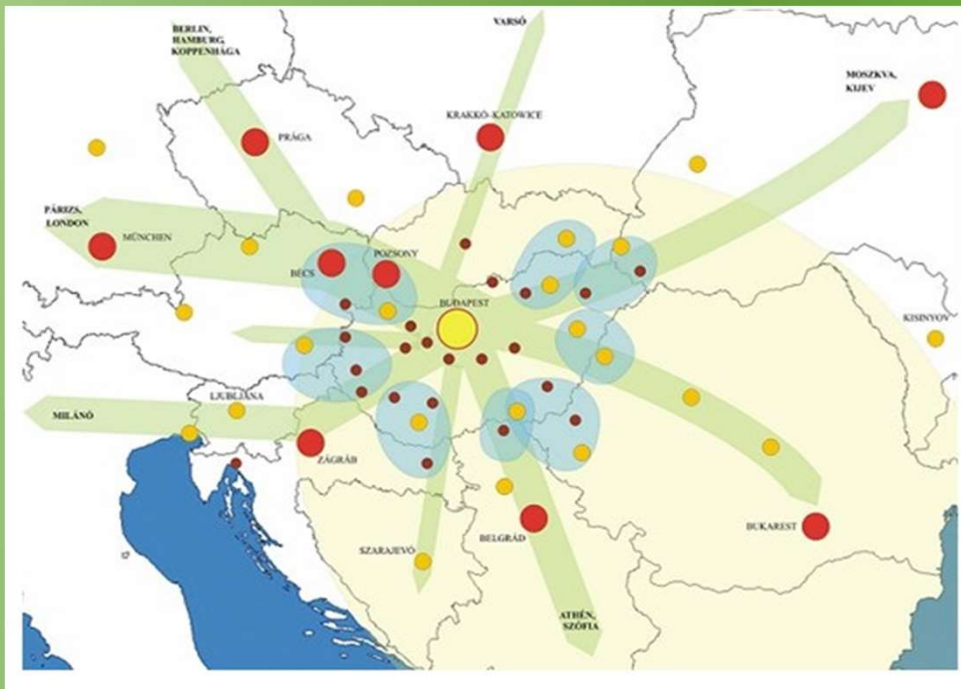 BERLIN,
HAMBURG,
KOPPENHÁGA
VARSÓ
MOSZKVA,
KIJEV
KRAKKÓ-KATOWICE
PRÁGA
PÁRIZS,
LONDON
MÜNCHEN
BÉCS
POZSONY
BUDAPEST
KISINYOV
LJUBLJANA
MILÁNÓ
ZÁGRÁB
BELGRÁD
BUKAREST
SZARAJEVÓ
ATHÉN,
SZÓFIA